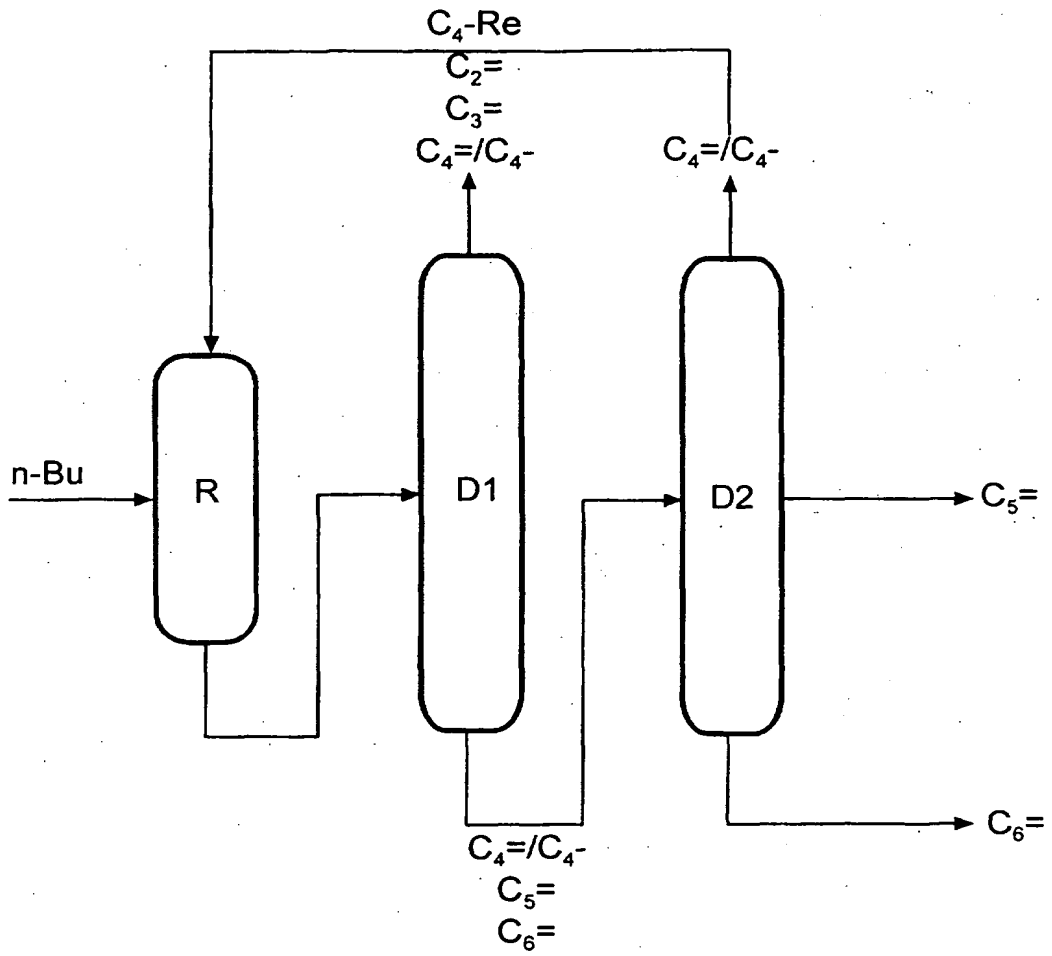 C₄-Re
C₂=
C₃=
C₄=/C₄-
C₄=/C₄-
n-Bu
R
D1
D2
C₅=
C₆=
C₄=/C₄-
C₅=
C₆=